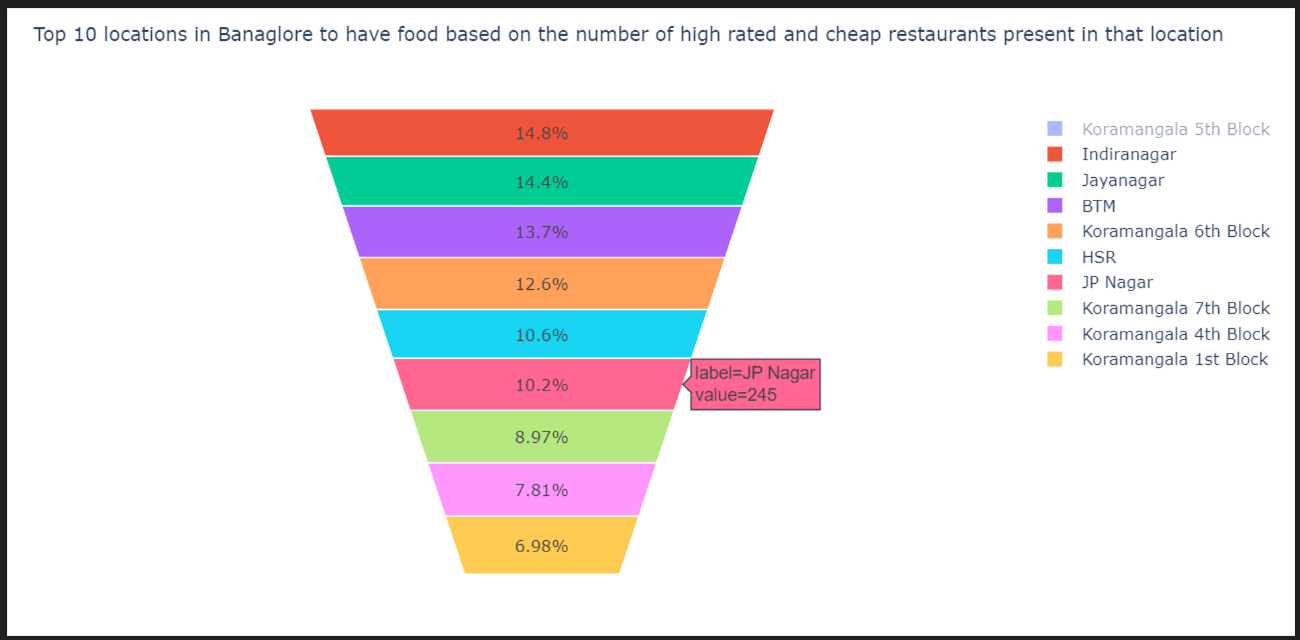 Top 10 locations in Banaglore to have food based on the number of high rated and cheap restaurants present in that location
14.8%
14.4%
13.7%
12.6%
10.6%
10.2%
label=JP Nagar
value=245
8.97%
7.81%
6.98%
Koramangala 5th Block
Indiranagar
Jayanagar
BTM
Koramangala 6th Block
HSR
JP Nagar
Koramangala 7th Block
Koramangala 4th Block
Koramangala 1st Block